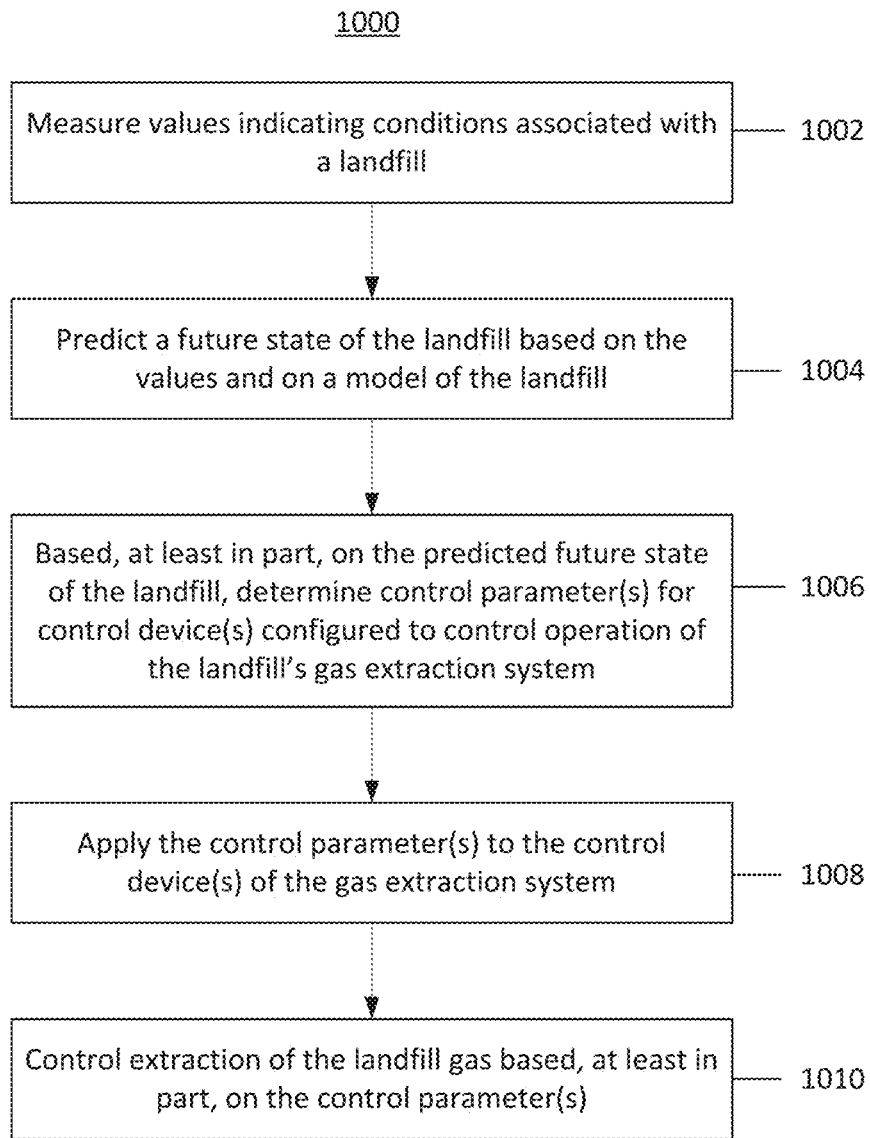 1000
Measure values indicating conditions associated with
a landfill
1002
Predict a future state of the landfill based on the
values and on a model of the landfill
1004
Based, at least in part, on the predicted future state
of the landfill, determine control parameter(s) for
control device(s) configured to control operation of
the landfill's gas extraction system
1006
Apply the control parameter(s) to the control
device(s) of the gas extraction system
1008
Control extraction of the landfill gas based, at least in
part, on the control parameter(s)
1010